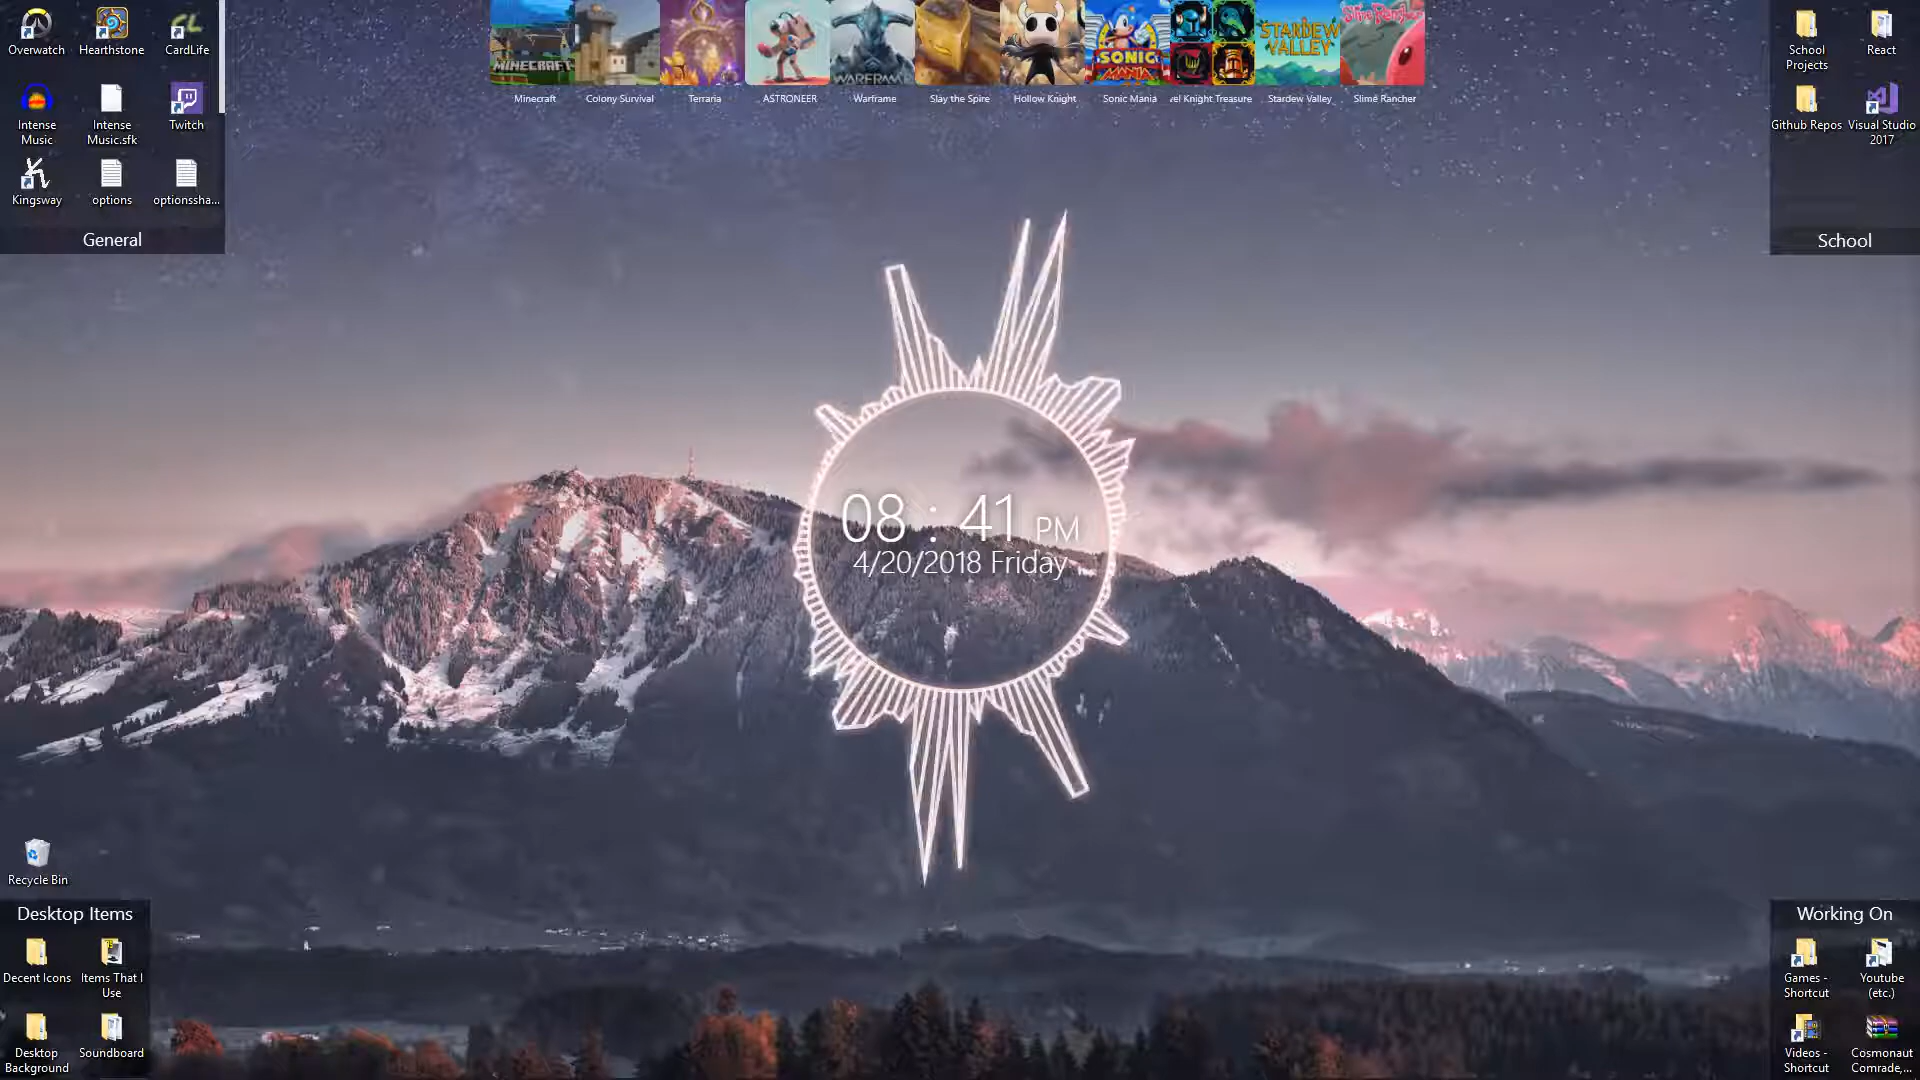 Overwatch
Hearthstone
CardLife
Intense
Music
Intense
Music.sfk
Twitch
Kingsway
options
optionssha...
General
MINECRAFT
WARFRAME
SONIC
MANIA
STARDEW
VALLEY
Slime Rancher
Minecraft
Colony Survival
Terraria
ASTRONEER
Warframe
Slay the Spire
Hollow Knight
Sonic Mania
vel Knight Treasure
Stardew Valley
Slime Rancher
School
Projects
React
Github Repos
Visual Studio
2017
School
08 : 41 PM
4/20/2018 Friday
Recycle Bin
Desktop Items
Decent Icons
Items That I
Use
Desktop
Background
Soundboard
Working On
Games -
Shortcut
Youtube
(etc.)
Videos -
Shortcut
Cosmonaut
Comrade,...